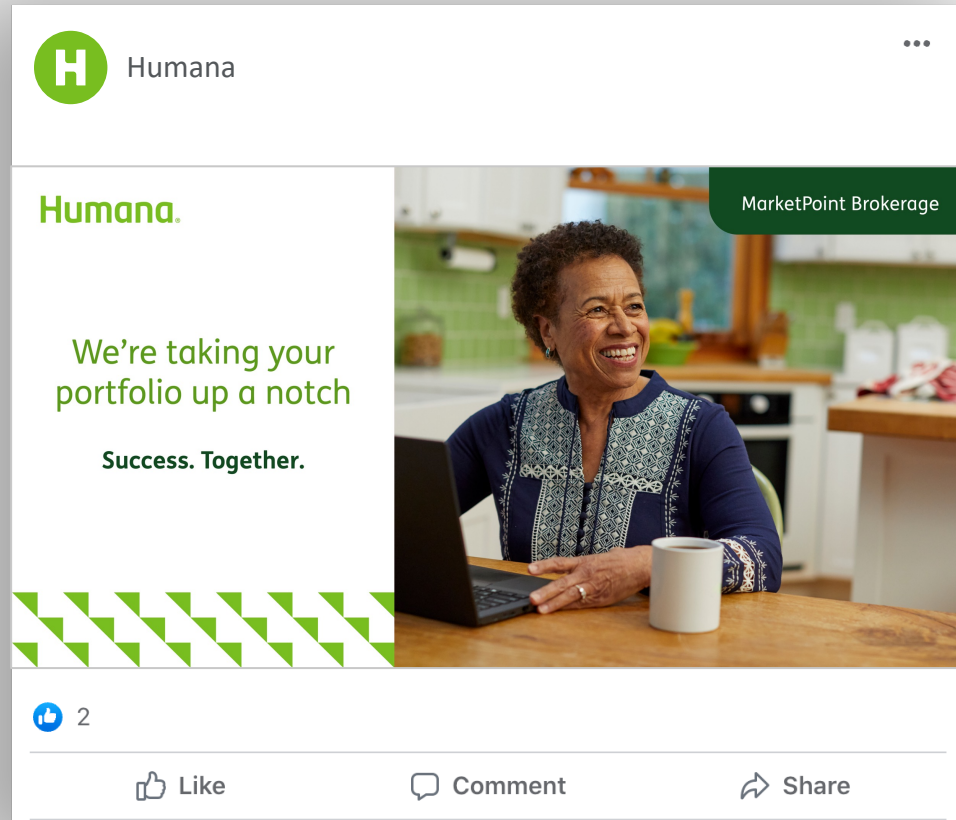 H
Humana
Humana.
MarketPoint Brokerage
We’re taking your
portfolio up a notch
Success. Together.
2
Like
Comment
Share